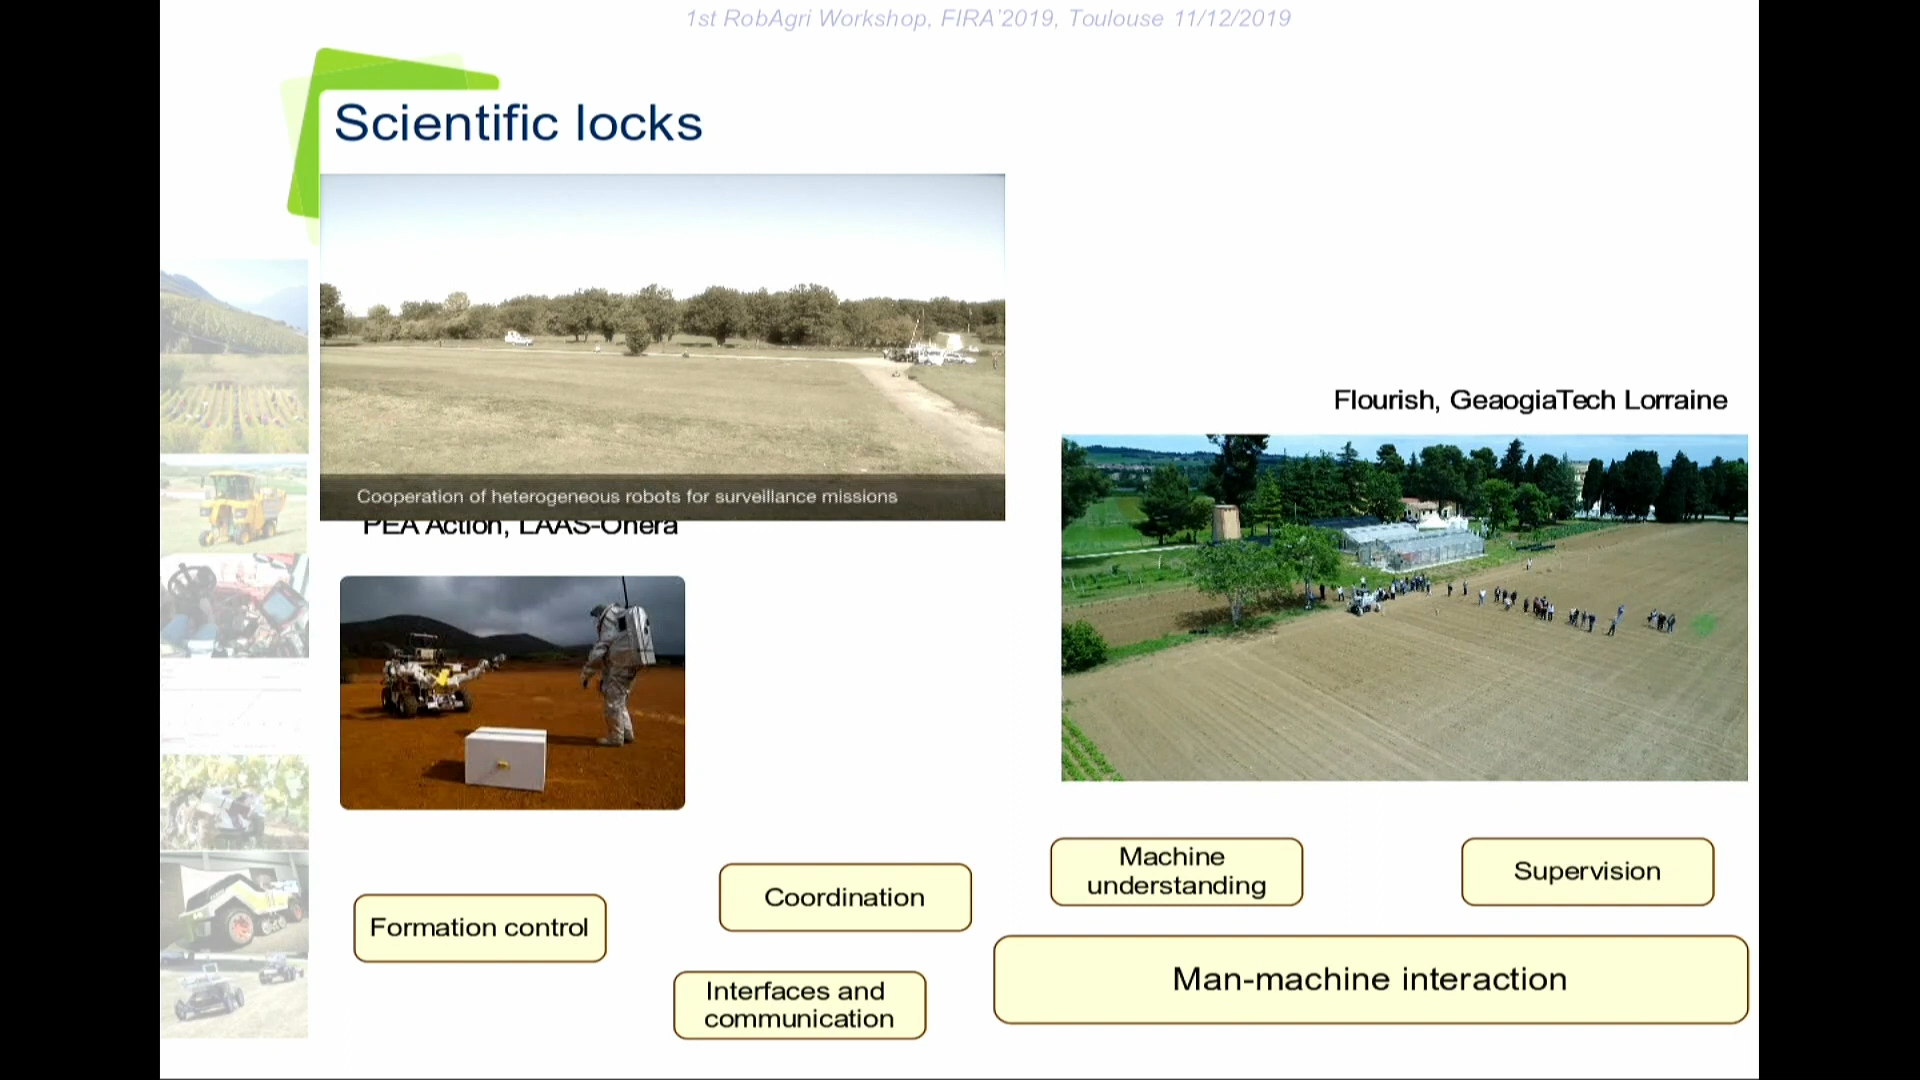 1st RobAgri Workshop, FIRA'2019, Toulouse 11/12/2019
Scientific locks
Cooperation of heterogeneous robots for surveillance missions
PEA Action, LAAS-Onera
Flourish, GeaogiaTech Lorraine
Machine
understanding
Supervision
Coordination
Formation control
Man-machine interaction
Interfaces and
communication